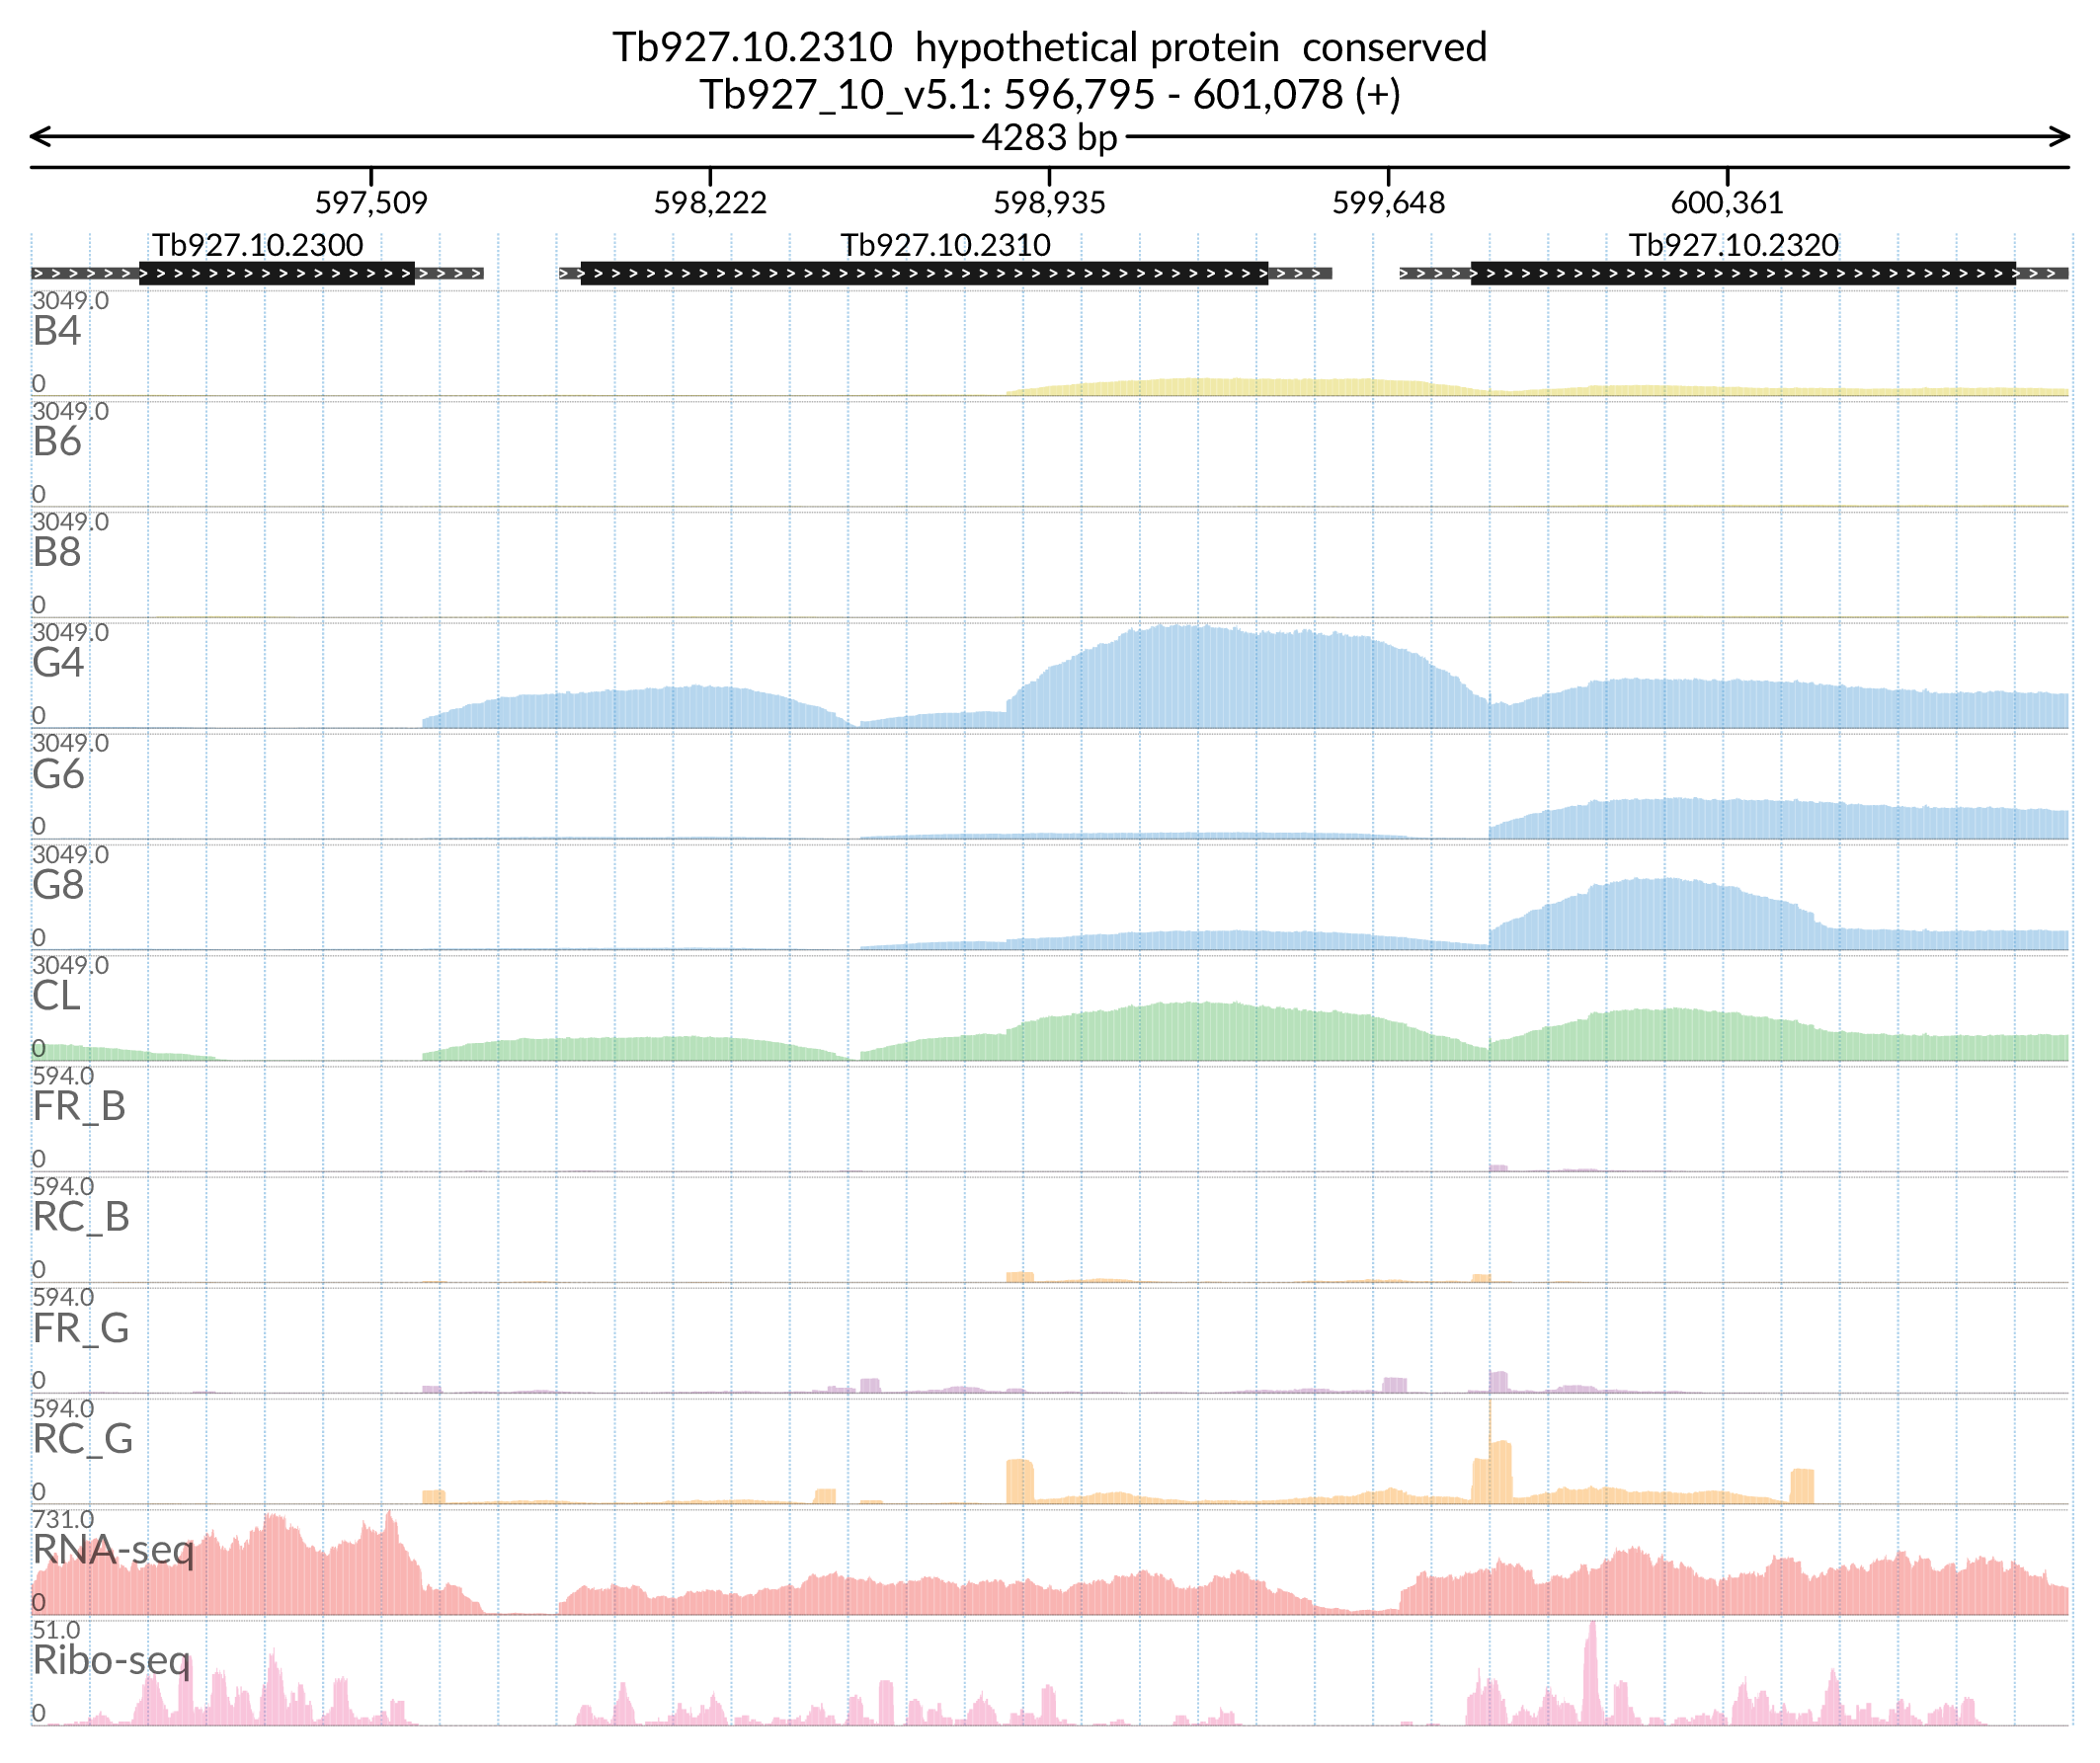 Tb927.10.2310  hypothetical protein  conserved
Tb927_10_v5.1: 596,795 - 601,078 (+)
4283 bp
597,509 598,222 598,935 599,648 600,361
Tb927.10.2300 Tb927.10.2310 Tb927.10.2320
3049.0
B4
0
3049.0
B6
0
3049.0
B8
0
3049.0
G4
0
3049.0
G6
0
3049.0
G8
0
3049.0
CL
0
594.0
FR_B
0
594.0
RC_B
0
594.0
FR_G
0
594.0
RC_G
0
731.0
RNA-seq
0
51.0
Ribo-seq
0